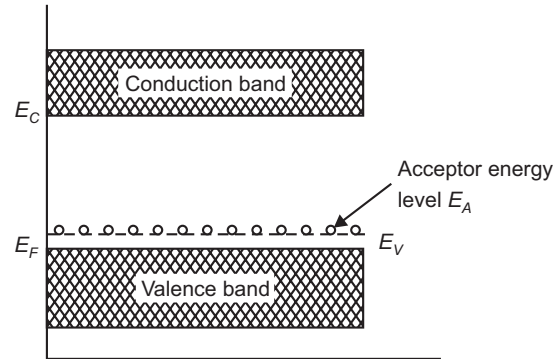 Conduction band
E_C
Acceptor energy
level E_A
E_F
E_V
Valence band